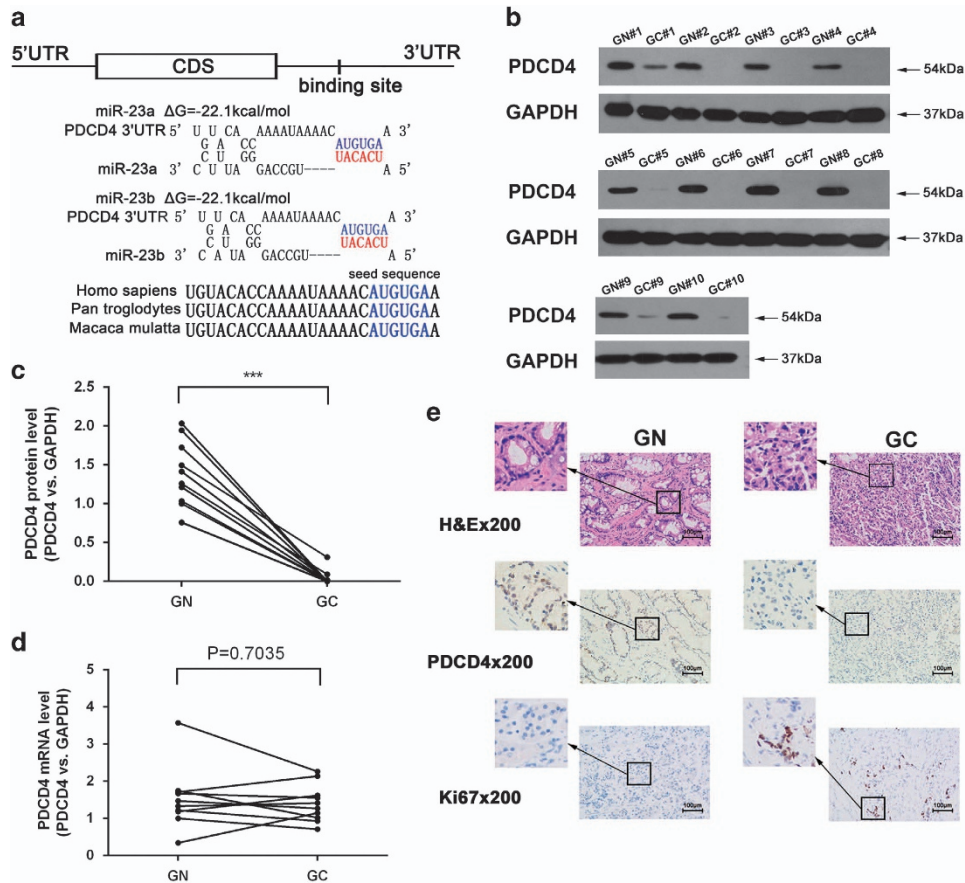 a
5'UTR
3'UTR
CDS
binding site
miR-23a ΔG=-22.1kcal/mol
PDCD4 3'UTR 5' U U CA AAAAUAAAAC A 3'
G A CC AUGUGA
C U GG UACACU
miR-23a 3' C U UA GACCGU---- A 5'
miR-23b ΔG=-22.1kcal/mol
PDCD4 3'UTR 5' U U CA AAAAUAAAAC A 3'
G A CC AUGUGA
C U GG UACACU
miR-23b 3' C A UA GACCGU---- A 5'
seed sequence
Homo sapiens UGUACACCAAAAUAAAACAUGUGAA
Pan troglodytes UGUACACCAAAAUAAAACAUGUGAA
Macaca mulatta UGUACACCAAAAUAAAACAUGUGAA
b
GN#1 GC#1 GN#2 GC#2 GN#3 GC#3 GN#4 GC#4
PDCD4 54kDa
GAPDH 37kDa
GN#5 GC#5 GN#6 GC#6 GN#7 GC#7 GN#8 GC#8
PDCD4 54kDa
GAPDH 37kDa
GN#9 GC#9 GN#10 GC#10
PDCD4 54kDa
GAPDH 37kDa
c
***
PDCD4 protein level
(PDCD4 vs. GAPDH)
2.5
2.0
1.5
1.0
0.5
0.0
GN GC
d
P=0.7035
PDCD4 mRNA level
(PDCD4 vs. GAPDH)
5
4
3
2
1
0
GN GC
e
GN GC
H&Ex200
100μm 100μm
PDCD4x200
100μm 100μm
Ki67x200
100μm 100μm